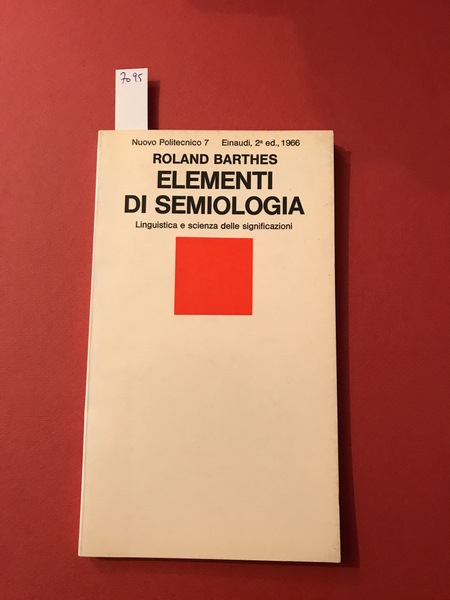 7095
Nuovo Politecnico 7 Einaudi, 2ª ed., 1966
ROLAND BARTHES
ELEMENTI
DI SEMIOLOGIA
Linguistica e scienza delle significazioni